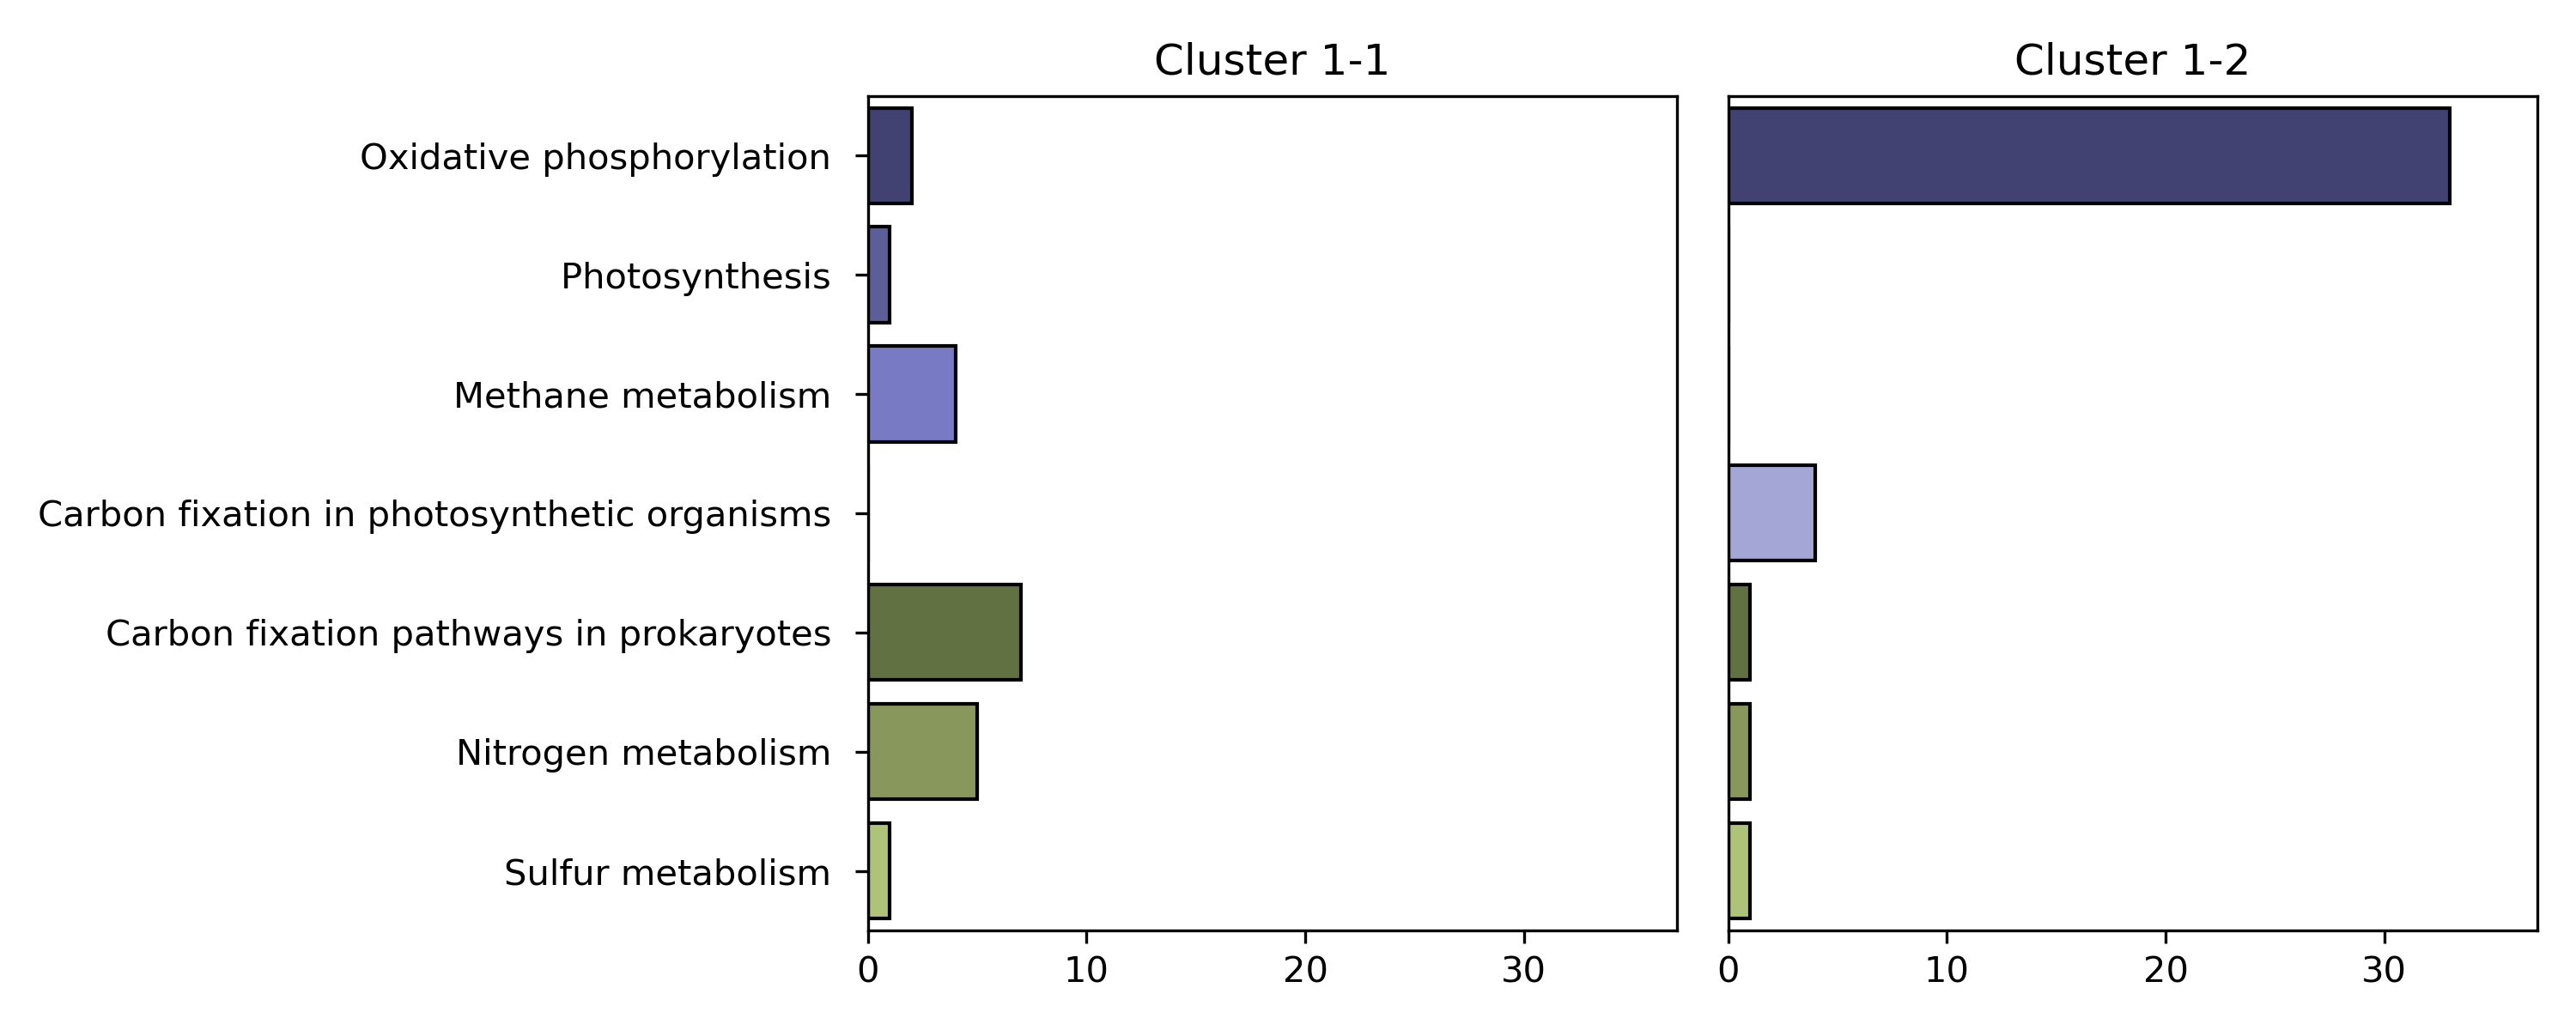 Cluster 1-1
Cluster 1-2
Oxidative phosphorylation
Photosynthesis
Methane metabolism
Carbon fixation in photosynthetic organisms
Carbon fixation pathways in prokaryotes
Nitrogen metabolism
Sulfur metabolism
0 10 20 30
0 10 20 30